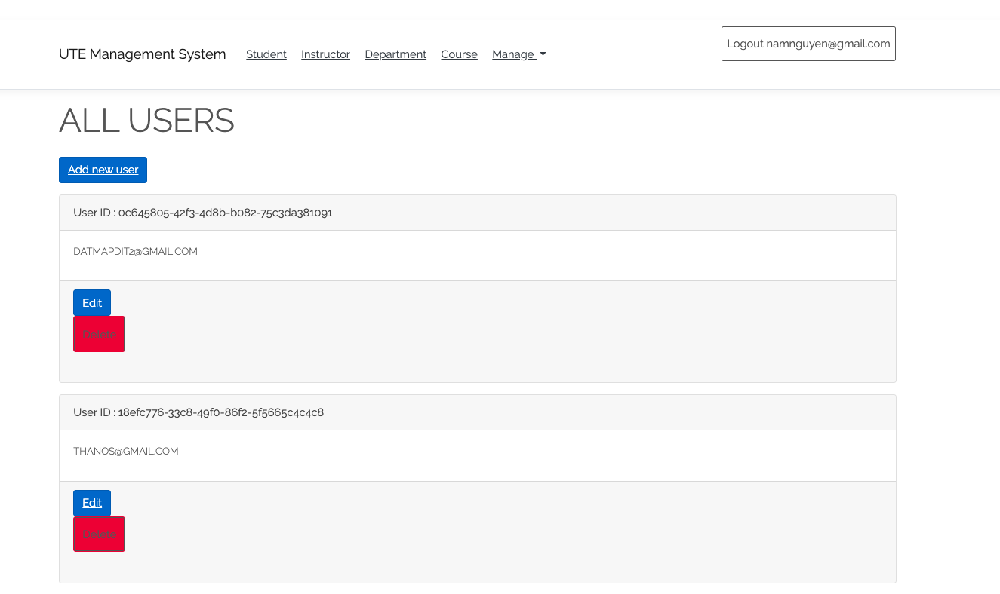 UTE Management System Student Instructor Department Course Manage Logout namnguyen@gmail.com
ALL USERS
Add new user
User ID : 0c645805-42f3-4d8b-b082-75c3da381091
DATMAPDIT2@GMAIL.COM
Edit
Delete
User ID : 18efc776-33c8-49f0-86f2-5f5665c4c4c8
THANOS@GMAIL.COM
Edit
Delete